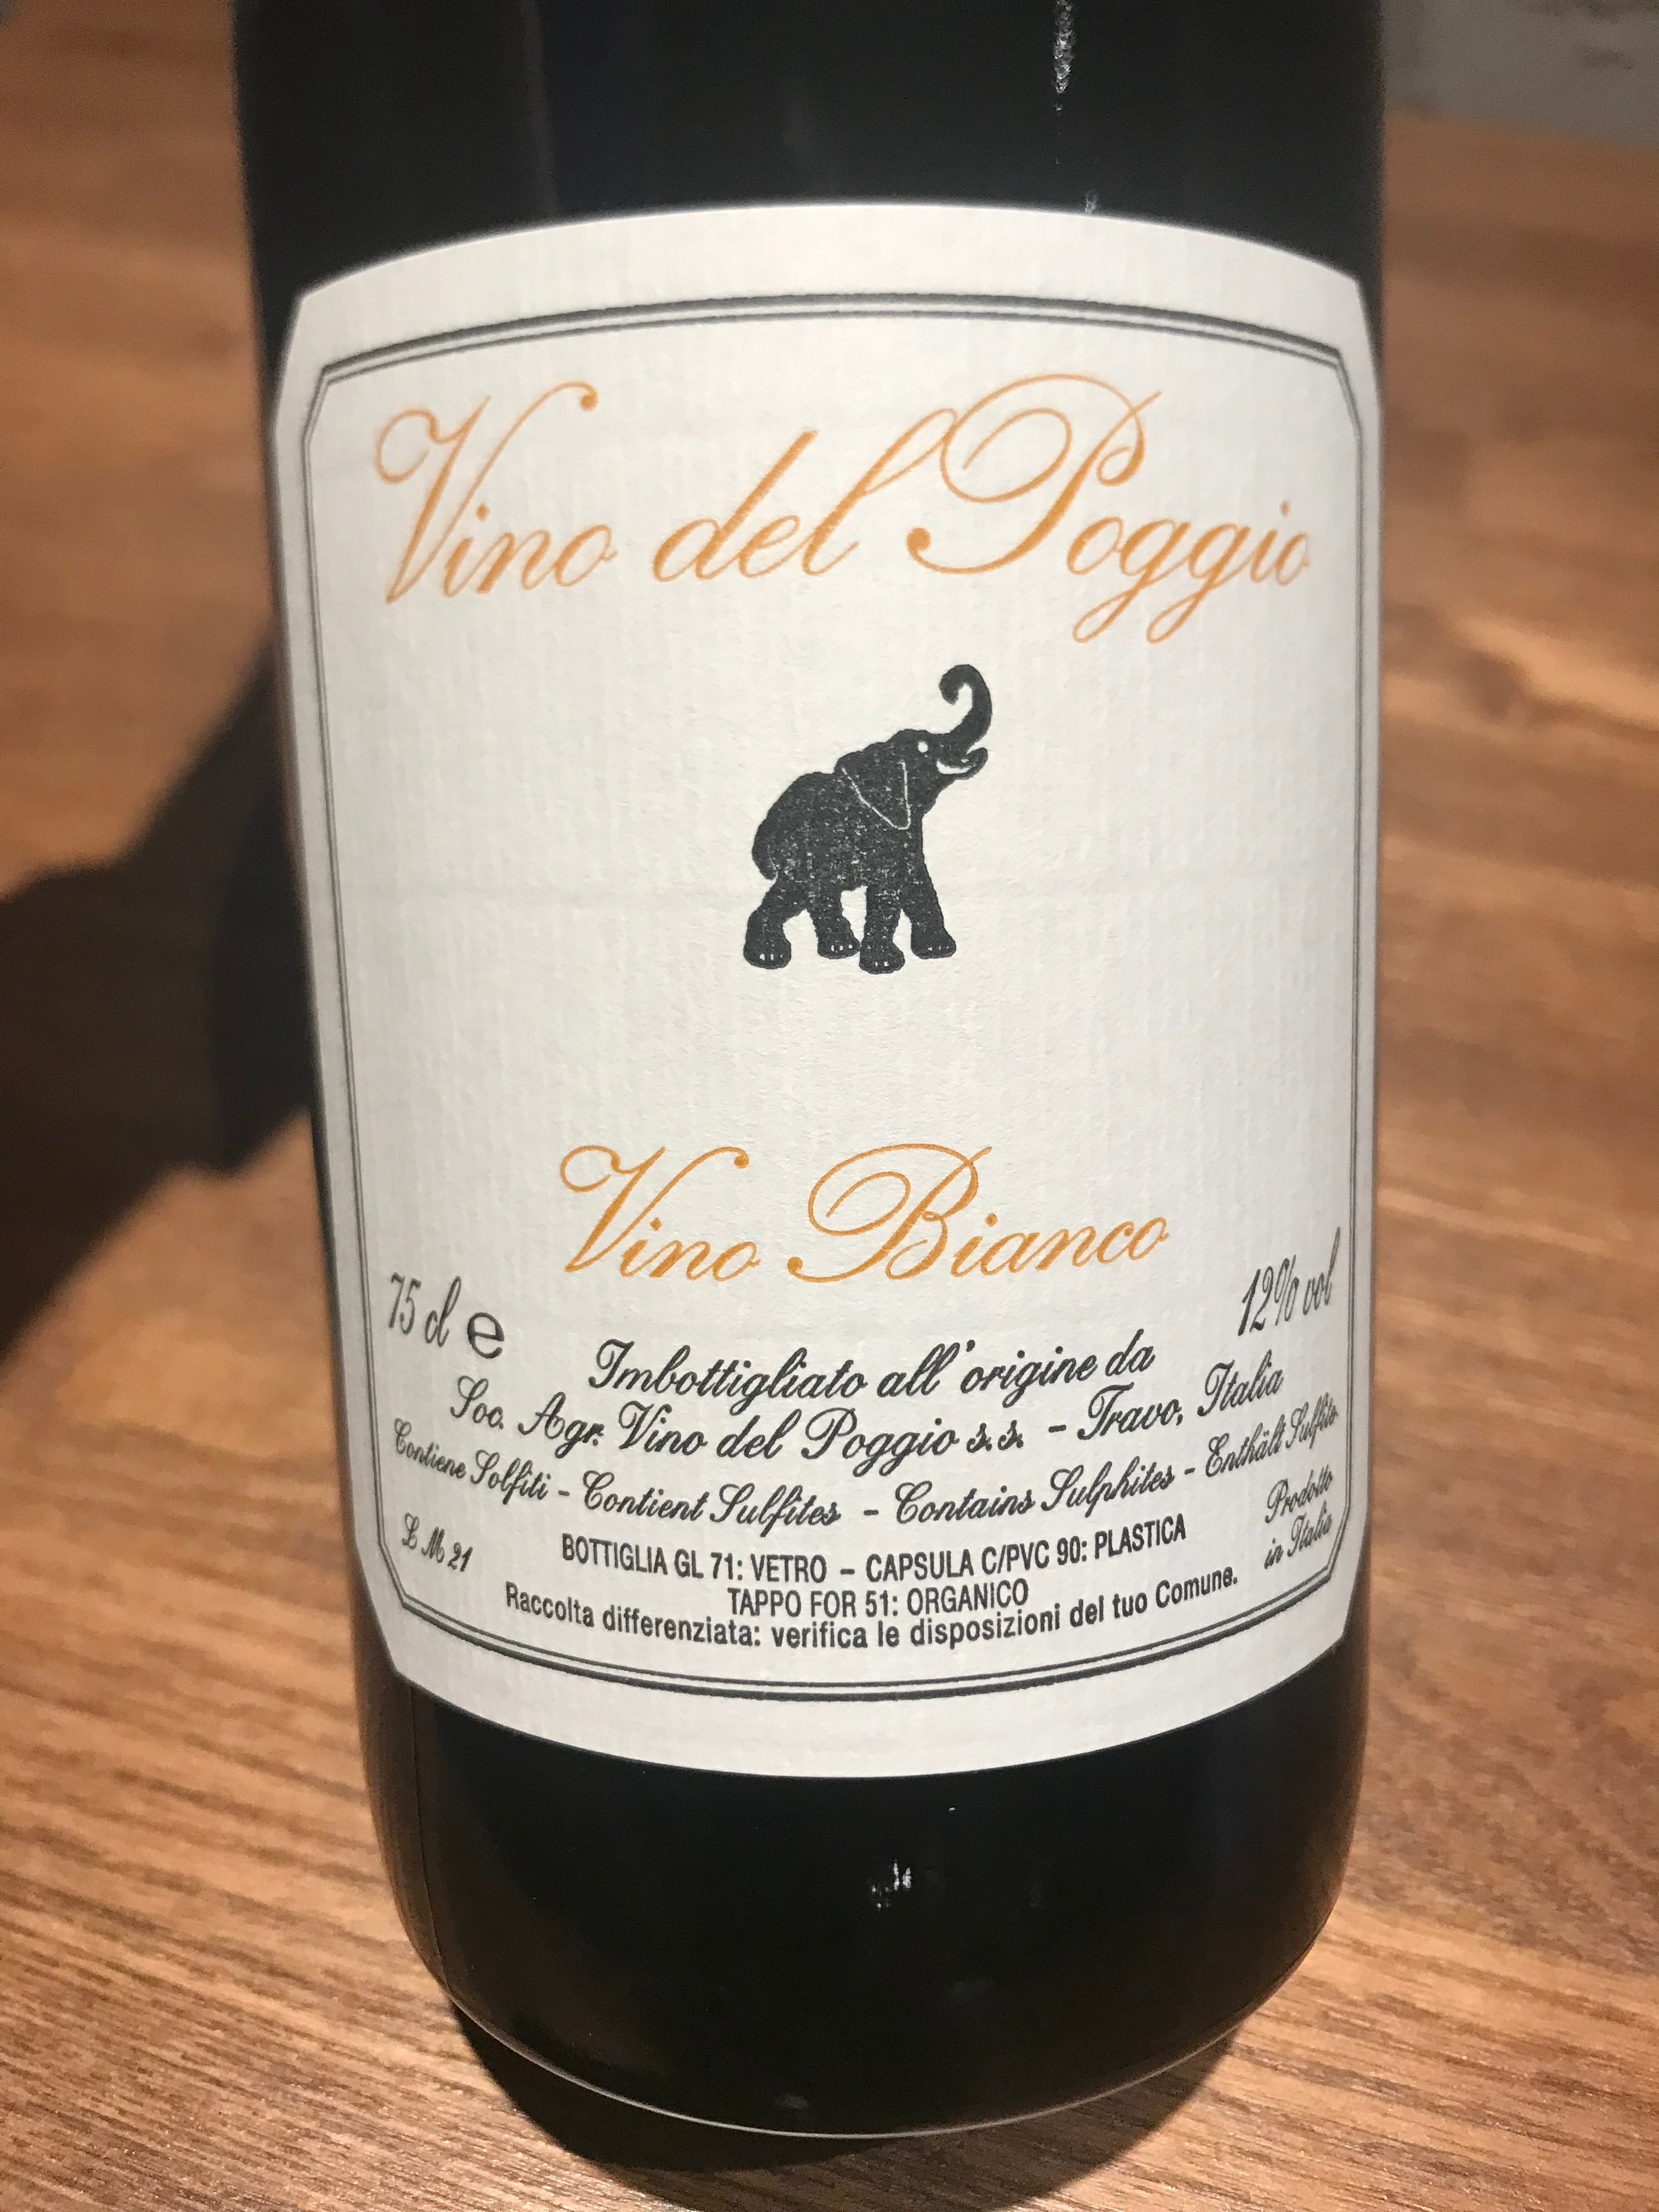 Vino del Poggio
Vino Bianco
75 cl e
12% vol
Imbottigliato all'origine da
Soc. Agr. Vino del Poggio s.s. - Travo, Italia
Contiene Solfiti - Contient Sulfites - Contains Sulphites - Enthält Sulfite
L M 21
Prodotto
in Italia
BOTTIGLIA GL 71: VETRO – CAPSULA C/PVC 90: PLASTICA
TAPPO FOR 51: ORGANICO
Raccolta differenziata: verifica le disposizioni del tuo Comune.